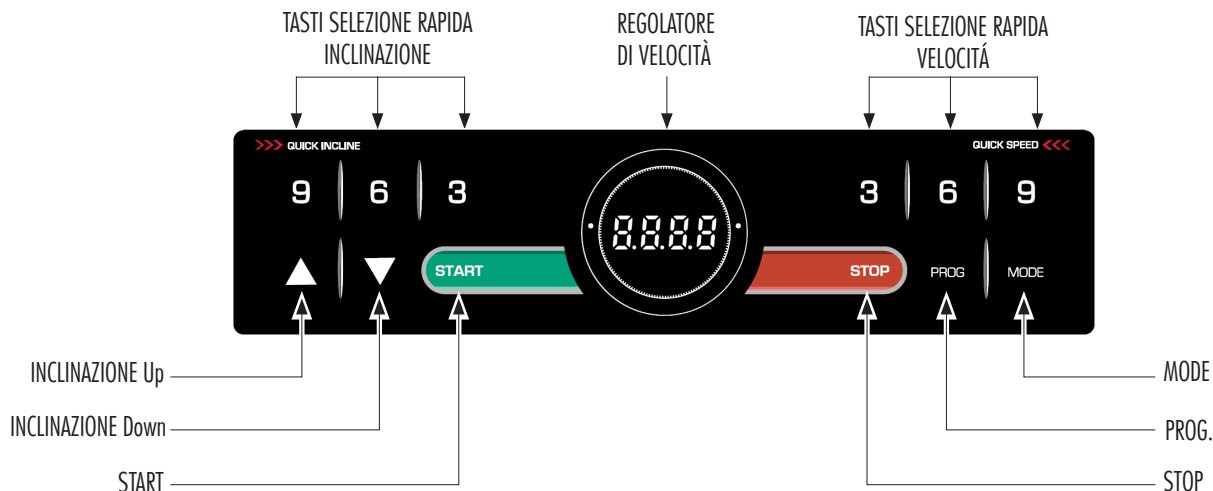 TASTI SELEZIONE RAPIDA
INCLINAZIONE
REGOLATORE
DI VELOCITÀ
TASTI SELEZIONE RAPIDA
VELOCITÁ
>>> QUICK INCLINE
QUICK SPEED <<<
9 6 3
3 6 9
8.8.8.8
START
STOP
PROG
MODE
INCLINAZIONE Up
INCLINAZIONE Down
START
MODE
PROG.
STOP